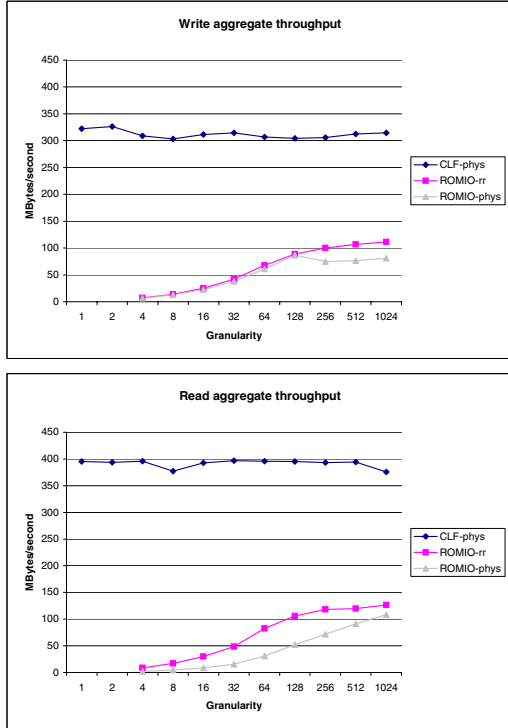 Write aggregate throughput
450
400
350
300
250
200
150
100
50
0
MBytes/second
1 2 4 8 16 32 64 128 256 512 1024
Granularity
CLF-phys
ROMIO-rr
ROMIO-phys
Read aggregate throughput
450
400
350
300
250
200
150
100
50
0
MBytes/second
1 2 4 8 16 32 64 128 256 512 1024
Granularity
CLF-phys
ROMIO-rr
ROMIO-phys